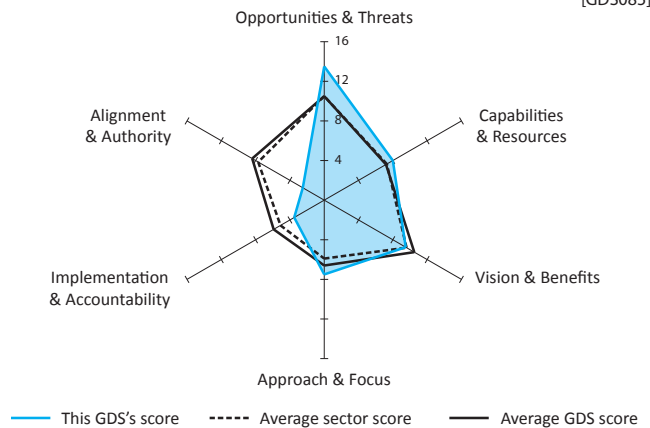 [GDS085]
Opportunities & Threats
16
12
8
4
Alignment
& Authority
Capabilities
& Resources
Implementation
& Accountability
Vision & Benefits
Approach & Focus
This GDS's score
Average sector score
Average GDS score